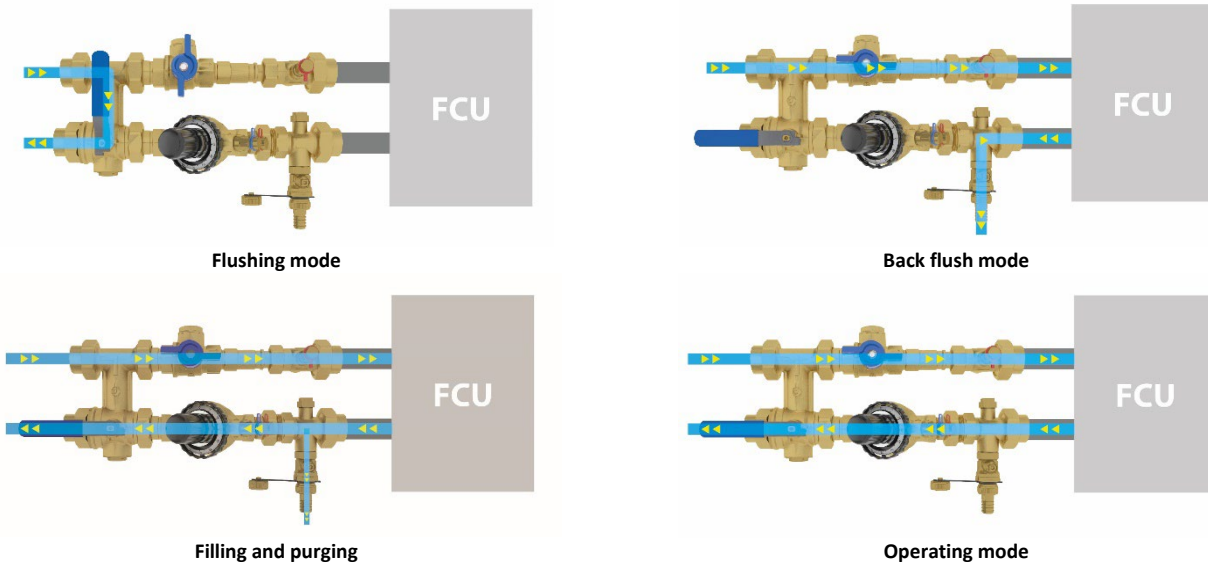 FCU
FCU
Flushing mode
Back flush mode
FCU
FCU
Filling and purging
Operating mode